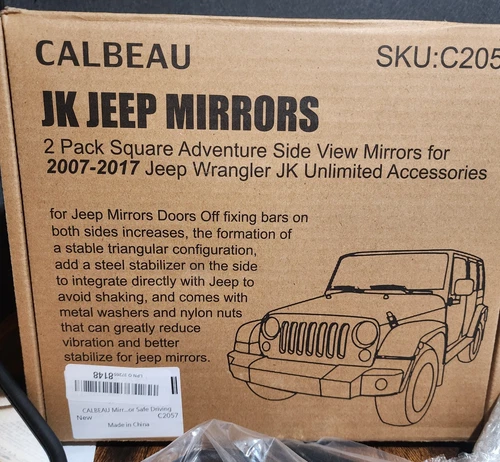 CALBEAU
SKU:C205
JK JEEP MIRRORS
2 Pack Square Adventure Side View Mirrors for
2007-2017 Jeep Wrangler JK Unlimited Accessories
for Jeep Mirrors Doors Off fixing bars on
both sides increases, the formation of
a stable triangular configuration,
add a steel stabilizer on the side
to integrate directly with Jeep to
avoid shaking, and comes with
metal washers and nylon nuts
that can greatly reduce
vibration and better
stabilize for jeep mirrors.
8148
CALBEAU Mirr...or Safe Driving
New C2057
Made in China